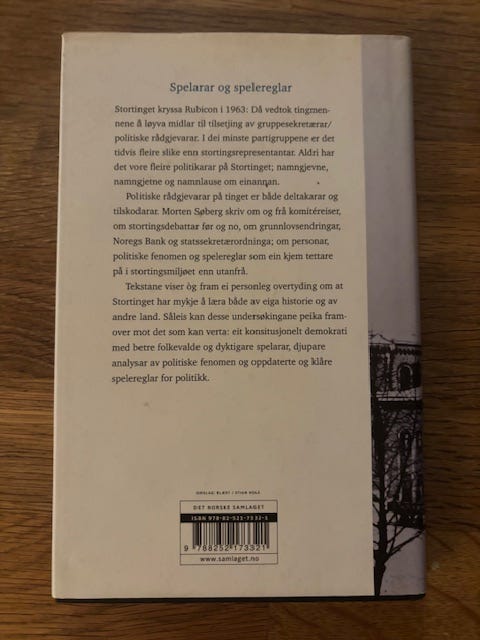 Spelarar og spelereglar
Stortinget kryssa Rubicon i 1963: Då vedtok tingmen-
nene å løyva midlar til tilsetjing av gruppesekretærar/
politiske rådgjevarar. I dei minste partigruppene er det
tidvis fleire slike enn stortingsrepresentantar. Aldri har
det vore fleire politikarar på Stortinget; namngjevne,
namngjetne og namnlause om einannan.
Politiske rådgjevarar på tinget er både deltakarar og
tilskodarar. Morten Søberg skriv om og frå komitéreiser,
om stortingsdebattar før og no, om grunnlovsendringar,
Noregs Bank og statssekretærordninga; om personar,
politiske fenomen og spelereglar som ein kjem tettare
på i stortingsmiljøet enn utanfrå.
Tekstane viser òg fram ei personleg overtyding om at
Stortinget har mykje å læra både av eiga historie og av
andre land. Såleis kan desse undersøkingane peika fram-
over mot det som kan verta: eit konsitusjonelt demokrati
med betre folkevalde og dyktigare spelarar, djupare
analysar av politiske fenomen og oppdaterte og klåre
spelereglar for politikk.
OMSLAG: BLÆST / STIAN HOLE
DET NORSKE SAMLAGET
ISBN 978-82-521-7332-1
9 788252 173321
www.samlaget.no